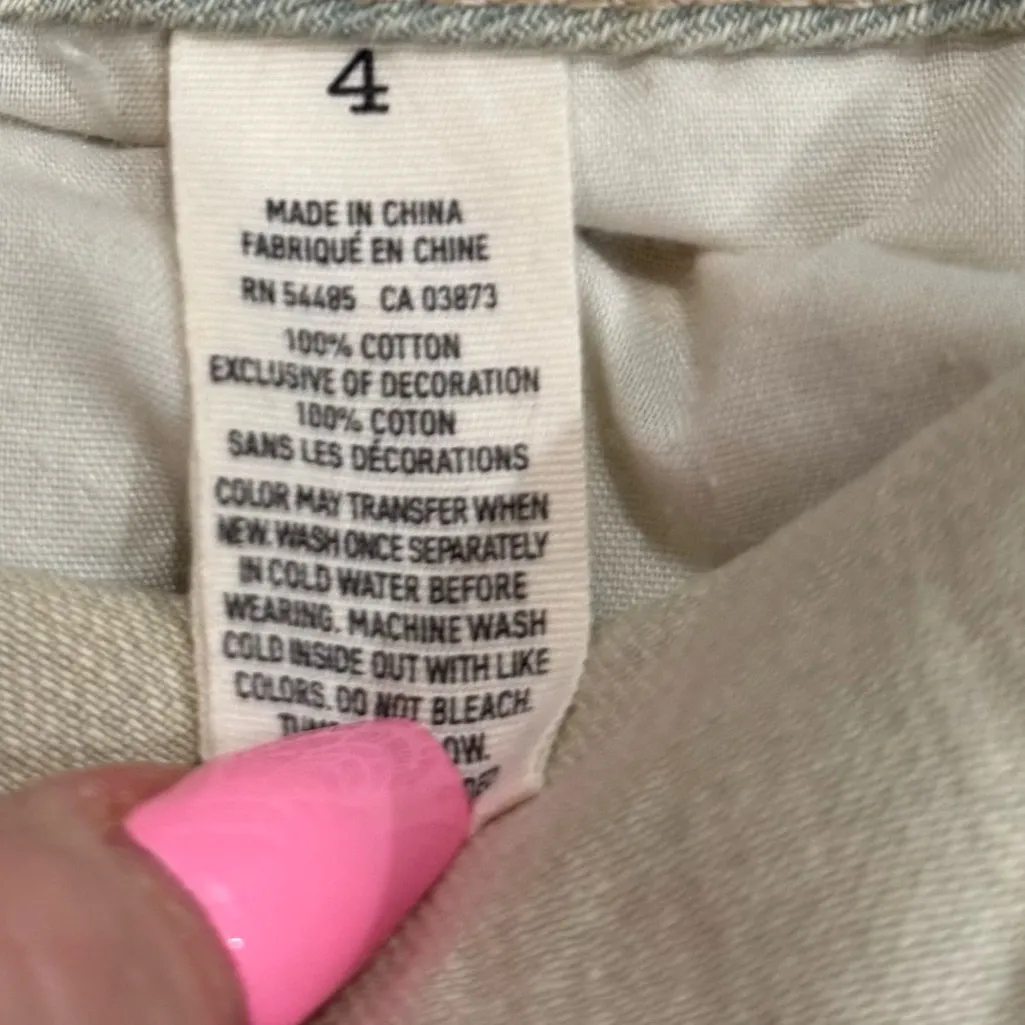 4
MADE IN CHINA
FABRIQUÉ EN CHINE
RN 54485 CA 03873
100% COTTON
EXCLUSIVE OF DECORATION
100% COTON
SANS LES DÉCORATIONS
COLOR MAY TRANSFER WHEN
NEW. WASH ONCE SEPARATELY
IN COLD WATER BEFORE
WEARING. MACHINE WASH
COLD INSIDE OUT WITH LIKE
COLORS. DO NOT BLEACH.